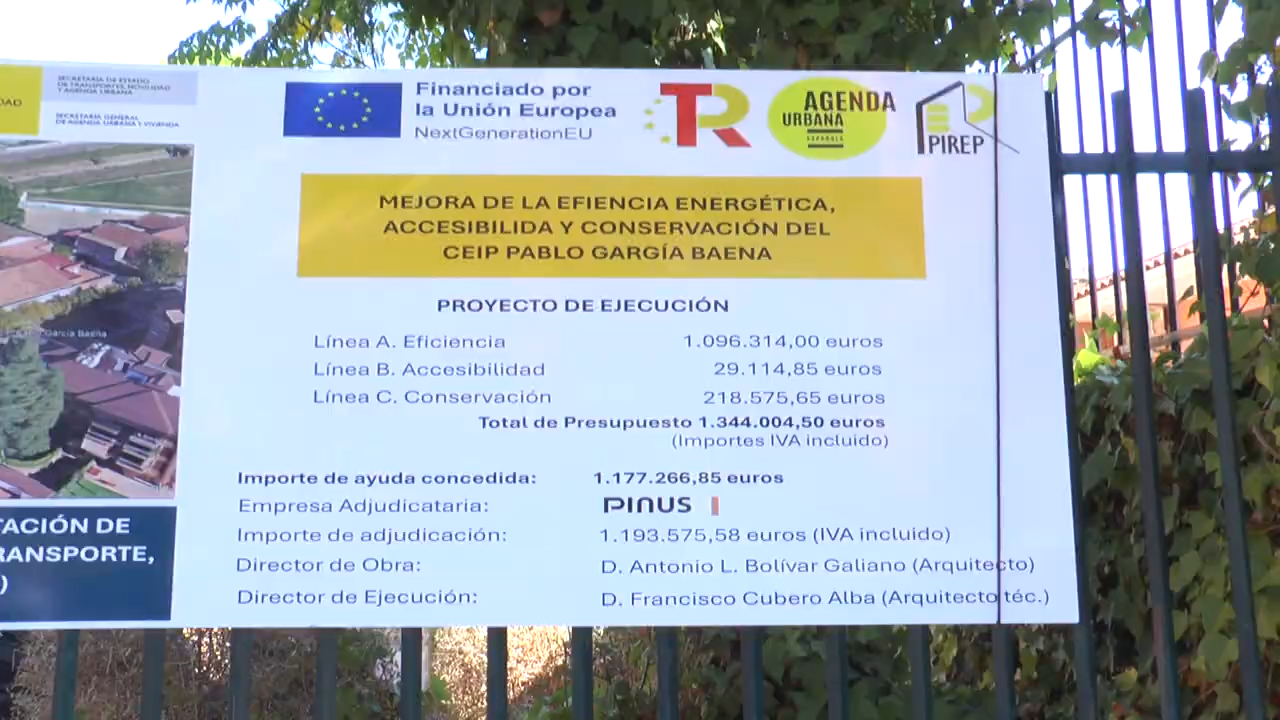 DAD
SECRETARÍA DE ESTADO
DE TRANSPORTES, MOVILIDAD
Y AGENDA URBANA
SECRETARÍA GENERAL
DE AGENDA URBANA Y VIVIENDA
Financiado por
la Unión Europea
NextGenerationEU
TR
AGENDA
URBANA
ESPAÑOLA
PIREP
MEJORA DE LA EFIENCIA ENERGÉTICA,
ACCESIBILIDA Y CONSERVACIÓN DEL
CEIP PABLO GARGÍA BAENA
PROYECTO DE EJECUCIÓN
Línea A. Eficiencia 1.096.314,00 euros
Línea B. Accesibilidad 29.114,85 euros
Línea C. Conservación 218.575,65 euros
Total de Presupuesto 1.344.004,50 euros
(Importes IVA incluido)
García Baena
Importe de ayuda concedida: 1.177.266,85 euros
Empresa Adjudicataria: PINUS
Importe de adjudicación: 1.193.575,58 euros (IVA incluido)
Director de Obra: D. Antonio L. Bolívar Galiano (Arquitecto)
Director de Ejecución: D. Francisco Cubero Alba (Arquitecto téc.)
TACIÓN DE
RANSPORTE,
)